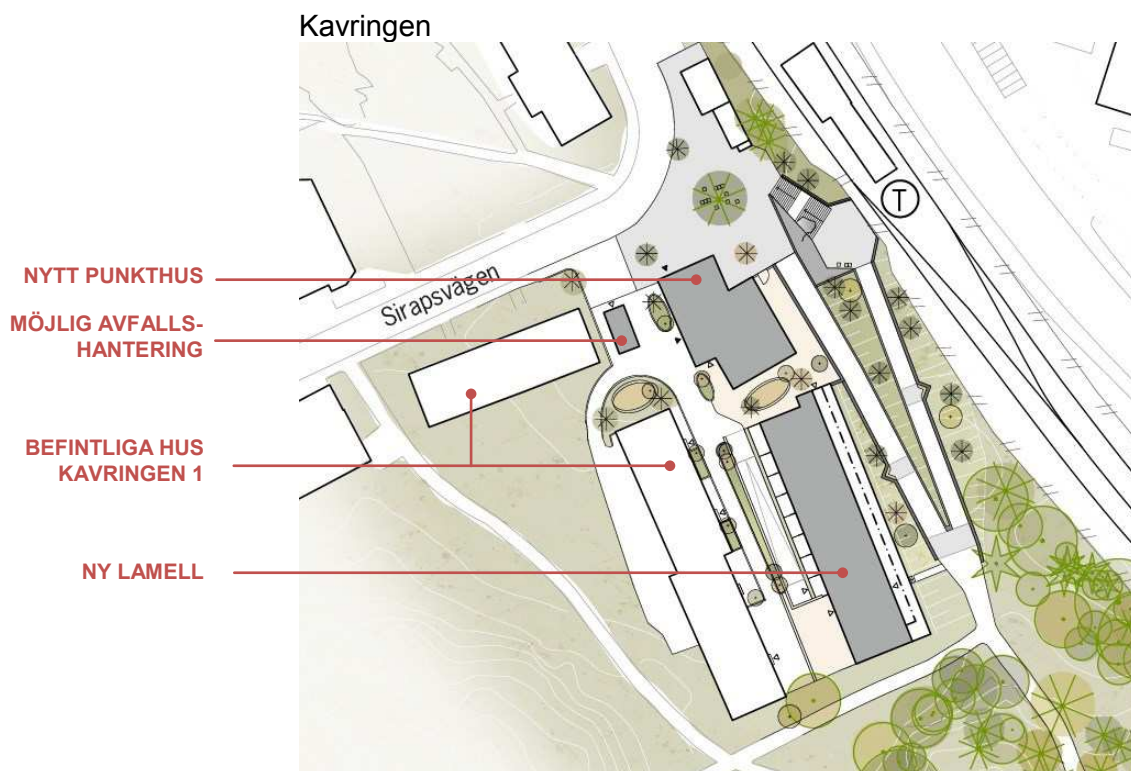 Kavringen
Sirapsvägen
T
NYTT PUNKTHUS
MÖJLIG AVFALLS-
HANTERING
BEFINTLIGA HUS
KAVRINGEN 1
NY LAMELL